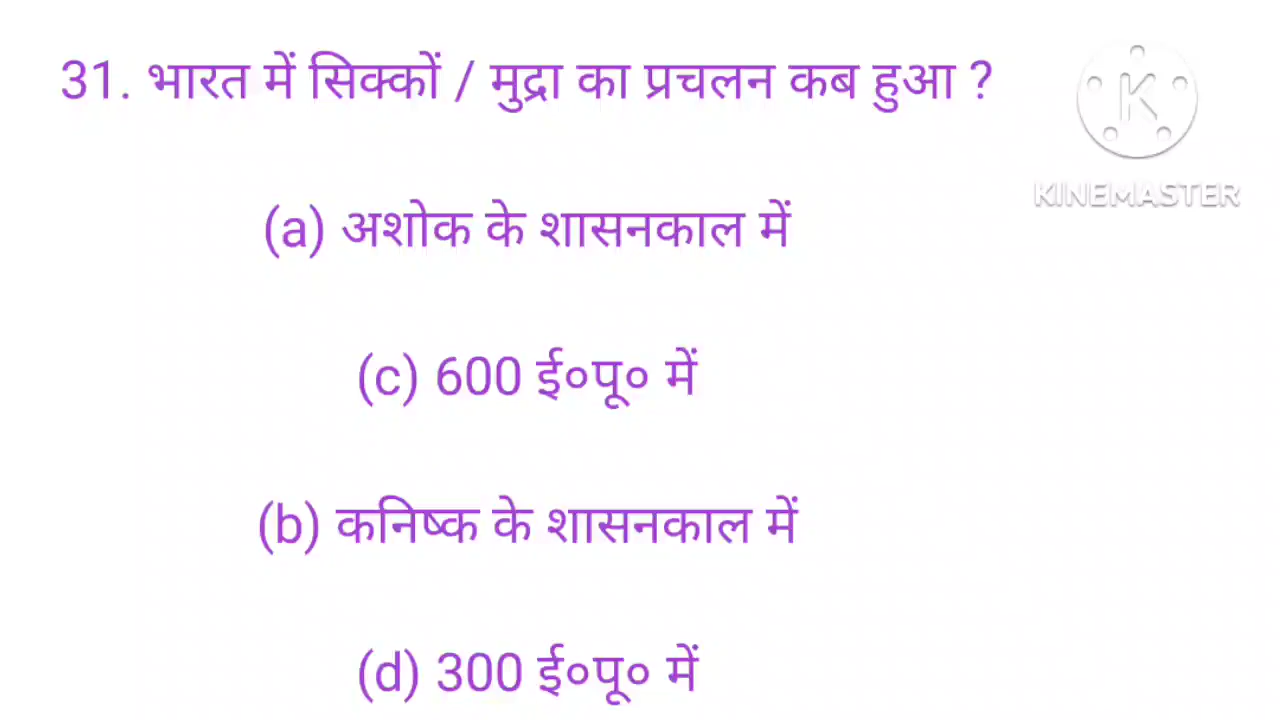 31. भारत में सिक्कों / मुद्रा का प्रचलन कब हुआ ?
K
KINEMASTER
(a) अशोक के शासनकाल में
(c) 600 ई०पू० में
(b) कनिष्क के शासनकाल में
(d) 300 ई०पू० में